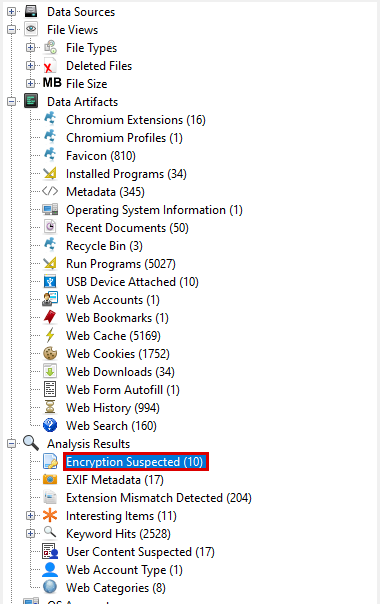 Data Sources
File Views
File Types
Deleted Files
MB File Size
Data Artifacts
Chromium Extensions (16)
Chromium Profiles (1)
Favicon (810)
Installed Programs (34)
Metadata (345)
Operating System Information (1)
Recent Documents (50)
Recycle Bin (3)
Run Programs (5027)
USB Device Attached (10)
Web Accounts (1)
Web Bookmarks (1)
Web Cache (5169)
Web Cookies (1752)
Web Downloads (34)
Web Form Autofill (1)
Web History (994)
Web Search (160)
Analysis Results
Encryption Suspected (10)
EXIF Metadata (17)
Extension Mismatch Detected (204)
Interesting Items (11)
Keyword Hits (2528)
User Content Suspected (17)
Web Account Type (1)
Web Categories (8)